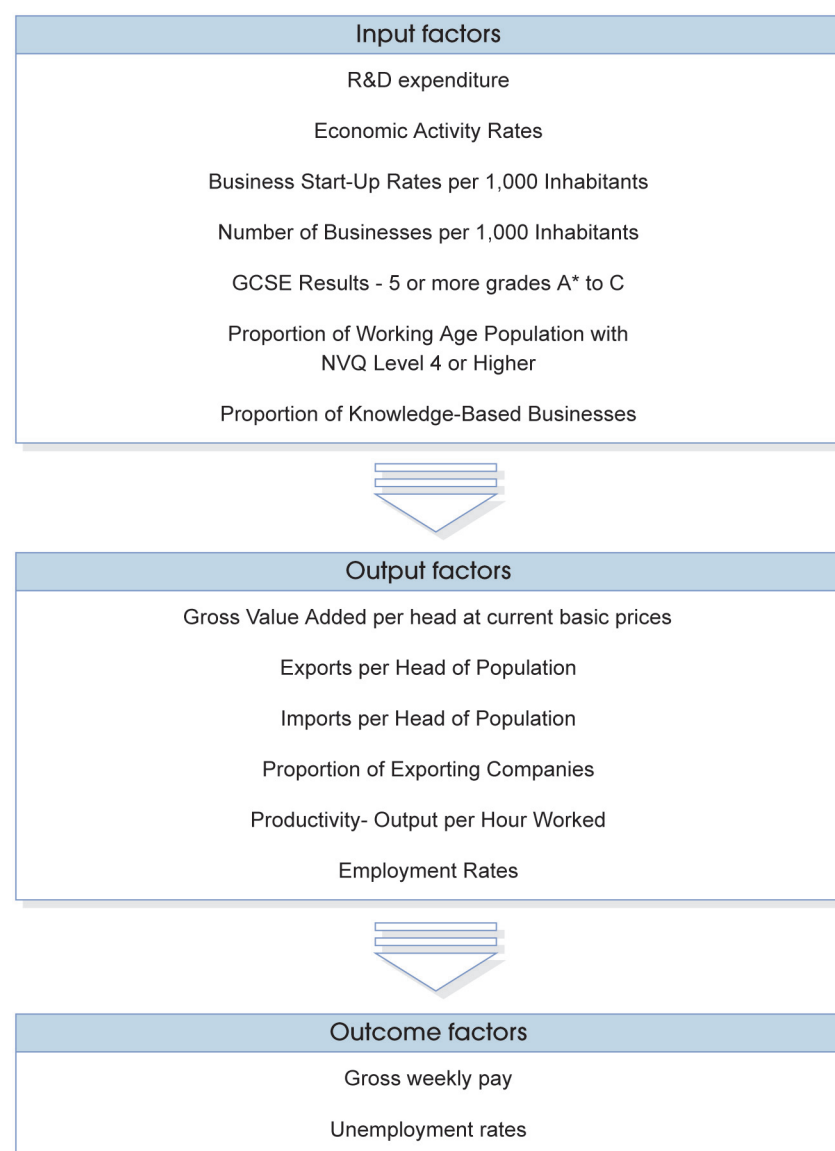 Input factors
R&D expenditure
Economic Activity Rates
Business Start-Up Rates per 1,000 Inhabitants
Number of Businesses per 1,000 Inhabitants
GCSE Results - 5 or more grades A* to C
Proportion of Working Age Population with
NVQ Level 4 or Higher
Proportion of Knowledge-Based Businesses
Output factors
Gross Value Added per head at current basic prices
Exports per Head of Population
Imports per Head of Population
Proportion of Exporting Companies
Productivity- Output per Hour Worked
Employment Rates
Outcome factors
Gross weekly pay
Unemployment rates